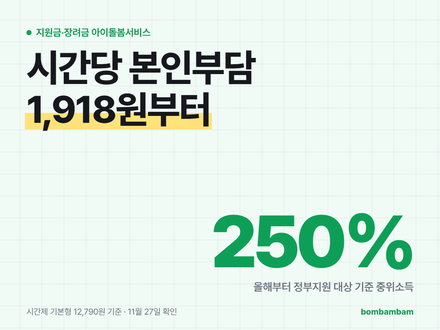 지원금·장려금 아이돌봄서비스
시간당 본인부담
1,918원부터
250%
올해부터 정부지원 대상 기준 중위소득
시간제 기본형 12,790원 기준 · 11월 27일 확인
bombambam